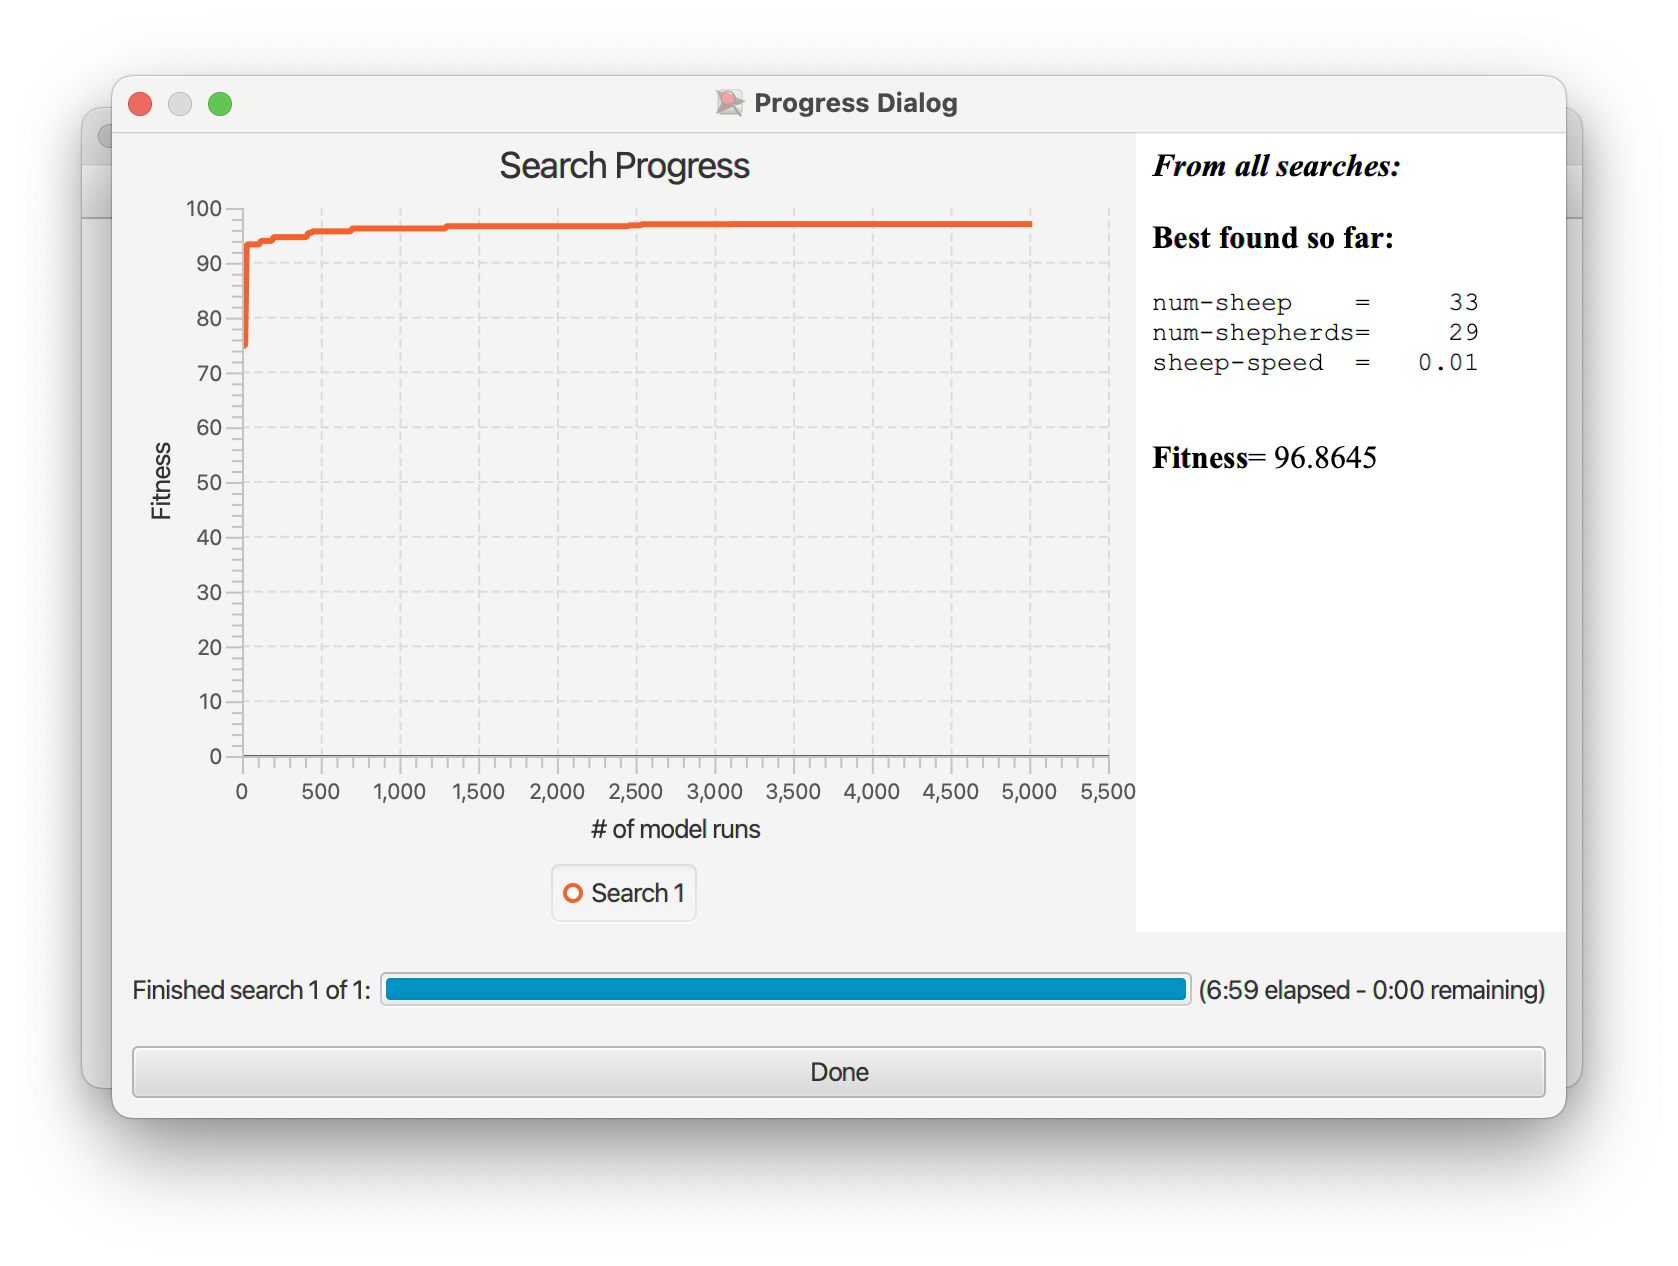 Progress Dialog
Search Progress
100
90
80
70
60
50
40
30
20
10
0
Fitness
0 500 1,000 1,500 2,000 2,500 3,000 3,500 4,000 4,500 5,000 5,500
# of model runs
Search 1
From all searches:
Best found so far:
num-sheep = 33
num-shepherds= 29
sheep-speed = 0.01
Fitness= 96.8645
Finished search 1 of 1: (6:59 elapsed - 0:00 remaining)
Done